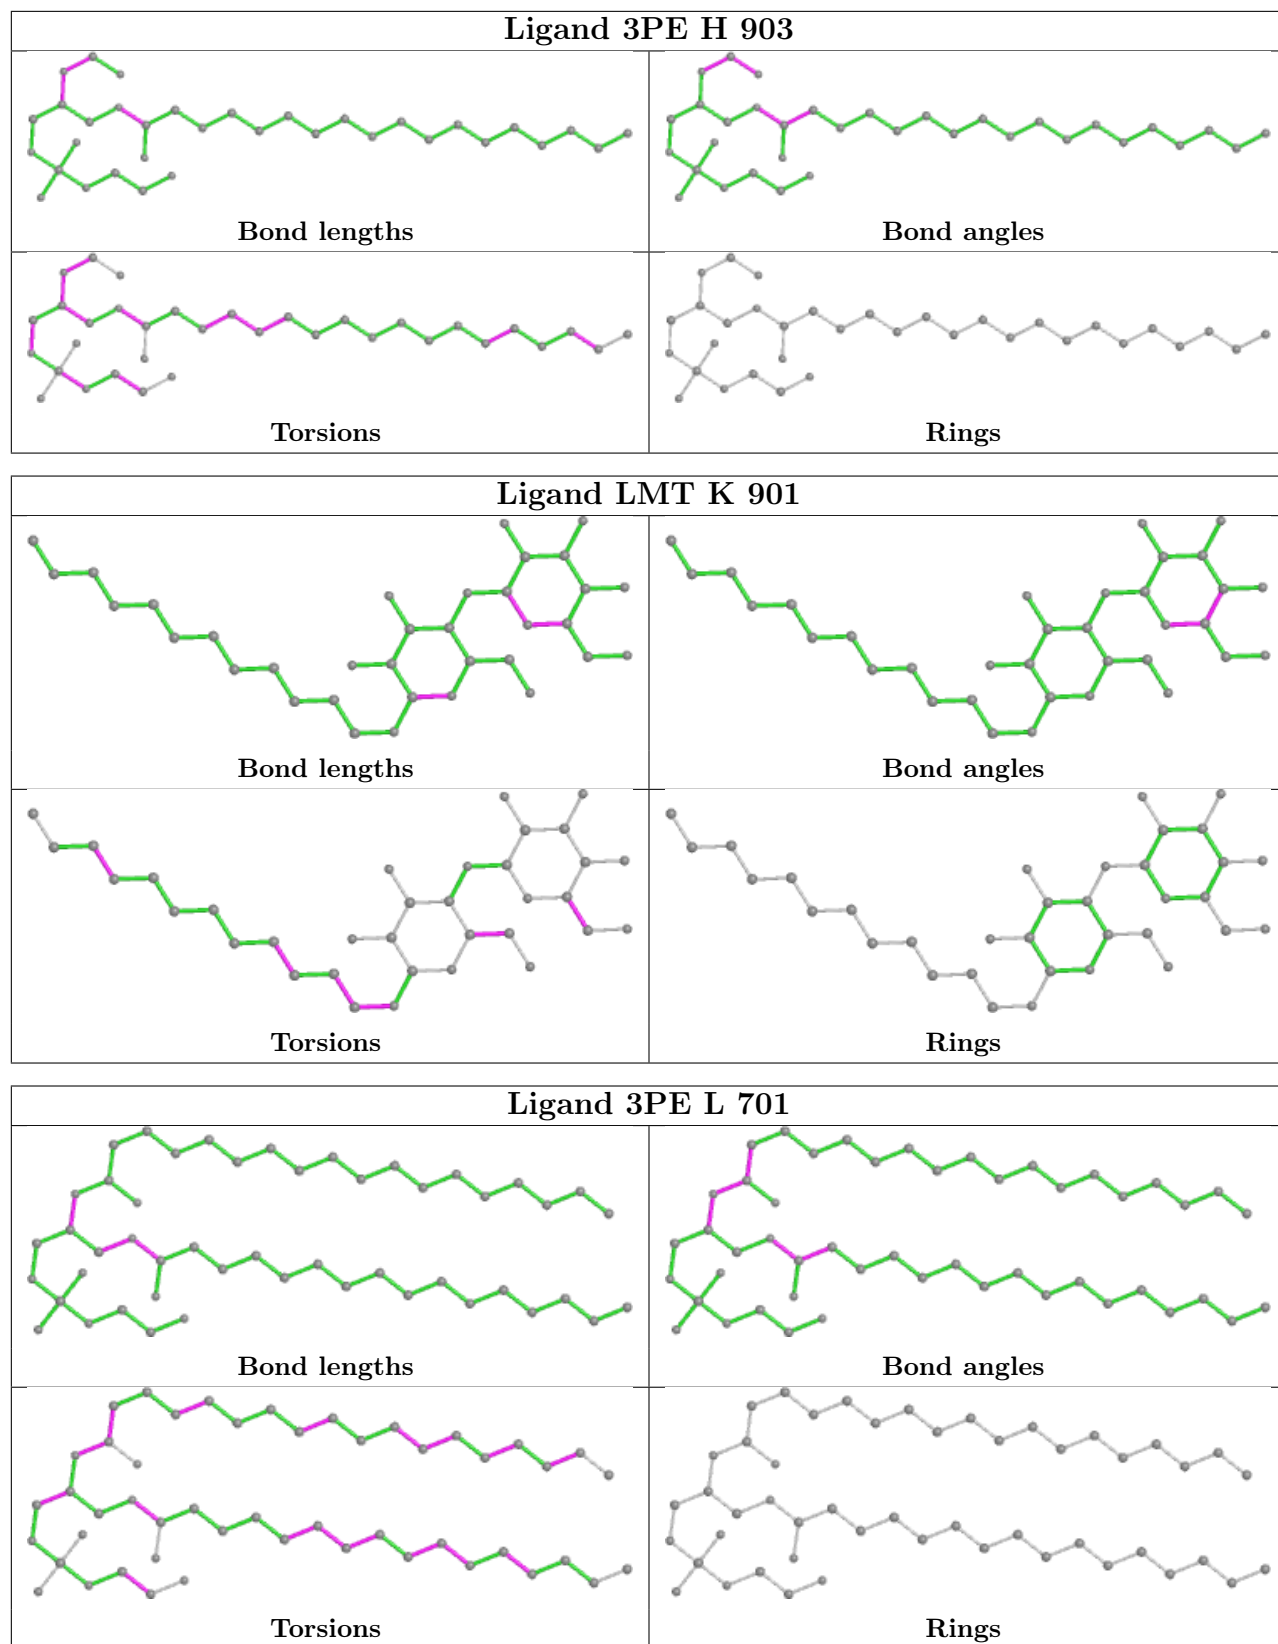 Ligand 3PE H 903
Bond lengths
Bond angles
Torsions
Rings
Ligand LMT K 901
Bond lengths
Bond angles
Torsions
Rings
Ligand 3PE L 701
Bond lengths
Bond angles
Torsions
Rings